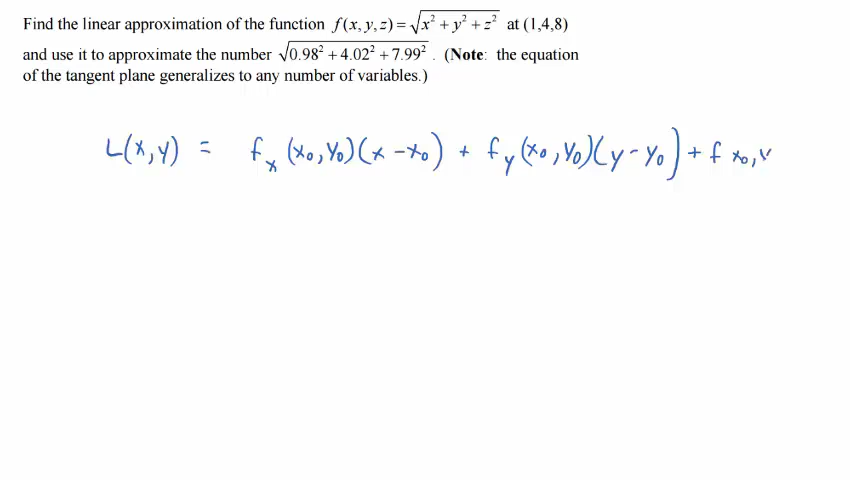 Find the linear approximation of the function f(x, y, z) = √x² + y² + z² at (1,4,8)
and use it to approximate the number √0.98² + 4.02² + 7.99² . (Note: the equation
of the tangent plane generalizes to any number of variables.)
L(x,y) = fₓ(x₀,y₀)(x-x₀) + f_y(x₀,y₀)(y-y₀) + f x₀,y